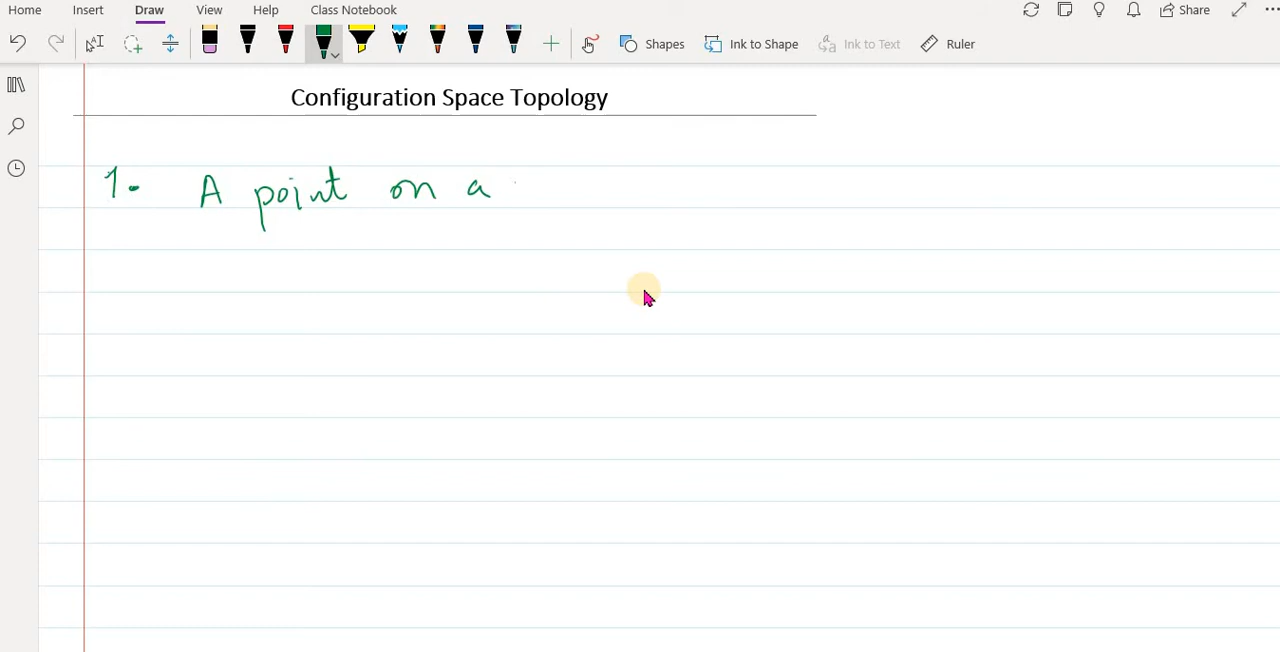 Home Insert Draw View Help Class Notebook Share
Shapes Ink to Shape Ink to Text Ruler
Configuration Space Topology
1. A point on a